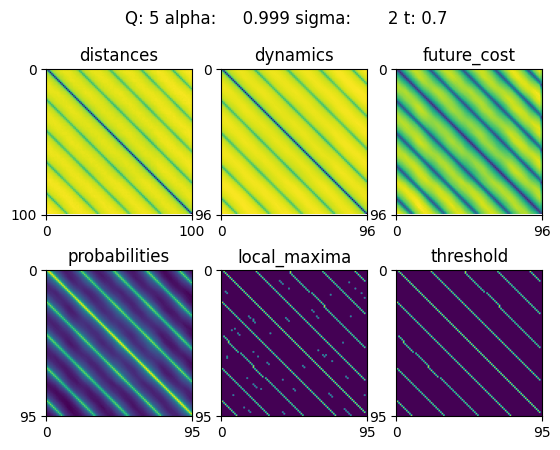 Q: 5 alpha: 0.999 sigma: 2 t: 0.7
distances dynamics future_cost
0 0 0
100 96 96
0 100 0 96 0 96
probabilities local_maxima threshold
0 0 0
95 95 95
0 95 0 95 0 95